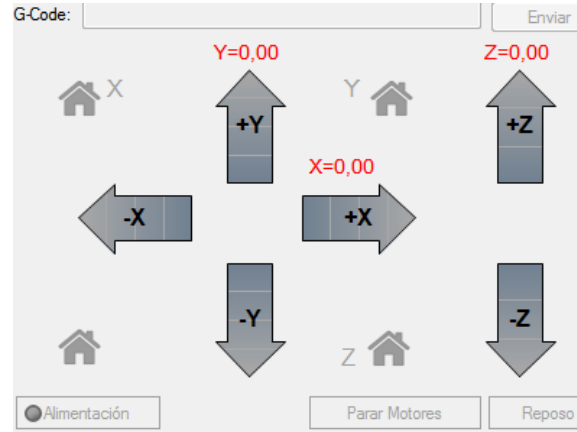 G-Code:
Enviar
Y=0,00
Z=0,00
X
Y
+Y
+Z
X=0,00
-X
+X
-Y
-Z
Z
Alimentación
Parar Motores
Reposo